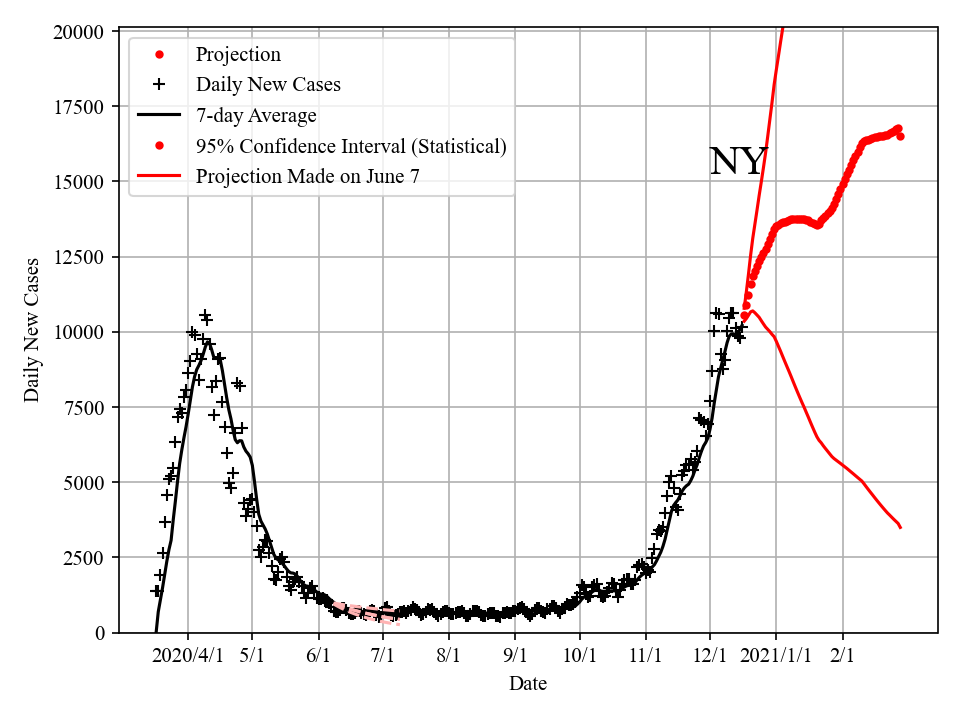 20000
17500
15000
12500
10000
7500
5000
2500
0
Daily New Cases
Projection
Daily New Cases
7-day Average
95% Confidence Interval (Statistical)
Projection Made on June 7
NY
2020/4/1 5/1 6/1 7/1 8/1 9/1 10/1 11/1 12/1 2021/1/1 2/1
Date